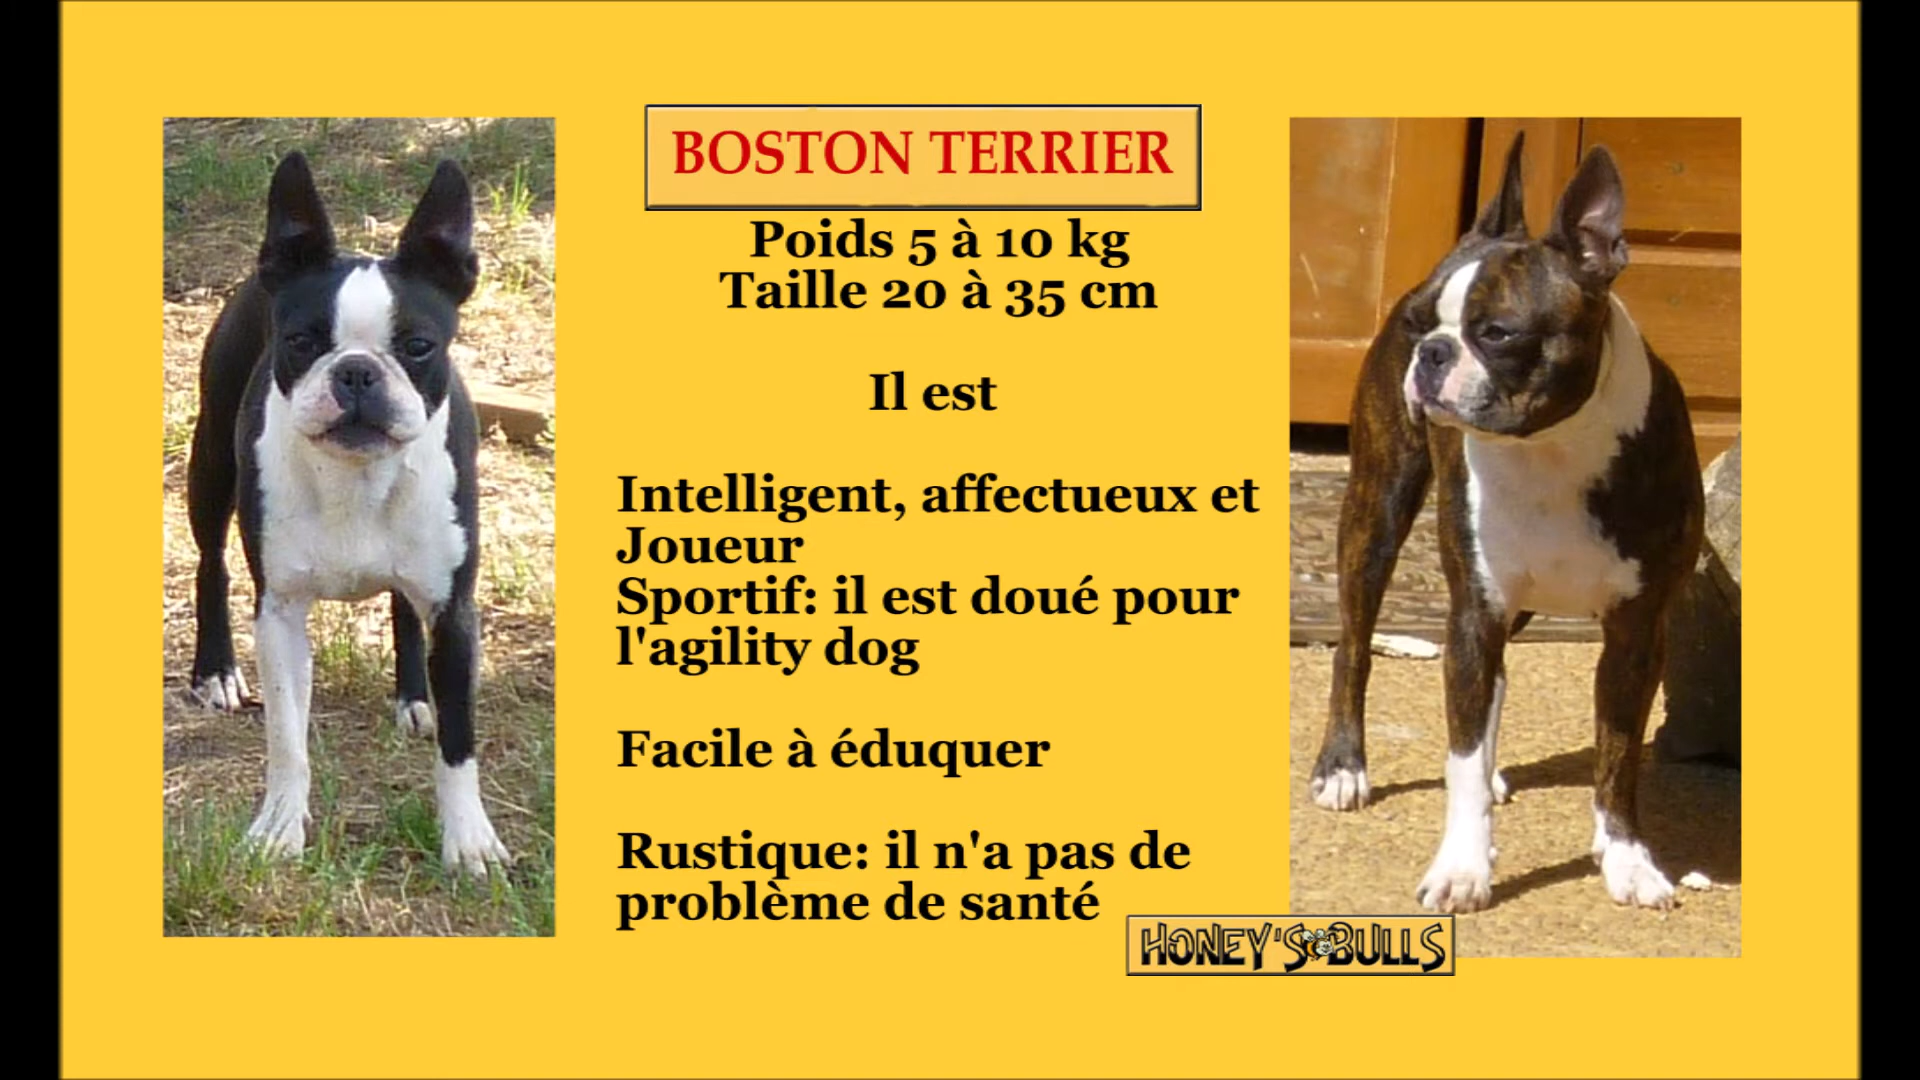 BOSTON TERRIER
Poids 5 à 10 kg
Taille 20 à 35 cm
Il est
Intelligent, affectueux et
Joueur
Sportif: il est doué pour
l'agility dog
Facile à éduquer
Rustique: il n'a pas de
problème de santé
HONEY'S BULLS